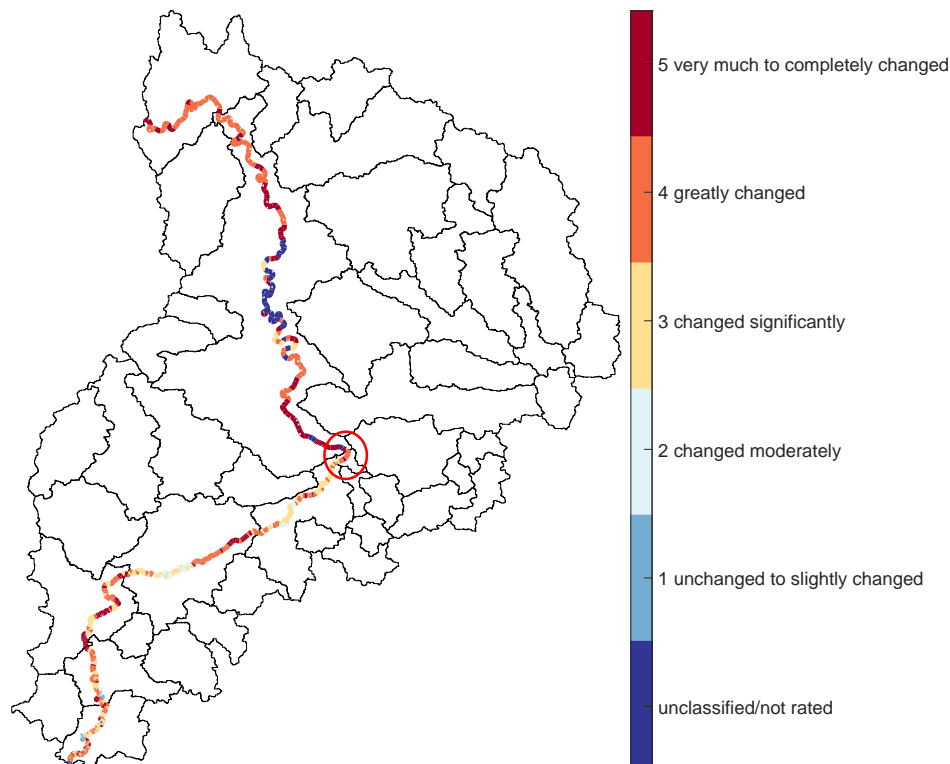 5 very much to completely changed
4 greatly changed
3 changed significantly
2 changed moderately
1 unchanged to slightly changed
unclassified/not rated